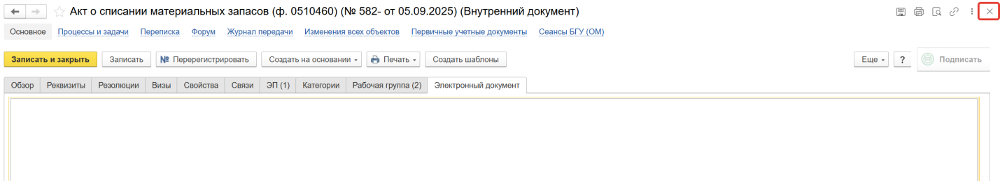 Акт о списании материальных запасов (ф. 0510460) (№ 582- от 05.09.2025) (Внутренний документ)
Основное Процессы и задачи Переписка Форум Журнал передачи Изменения всех объектов Первичные учетные документы Сеансы БГУ (ОМ)
Записать и закрыть Записать № Перерегистрировать Создать на основании Печать Создать шаблоны Еще ? Подписать
Обзор Реквизиты Резолюции Визы Свойства Связи ЭП (1) Категории Рабочая группа (2) Электронный документ